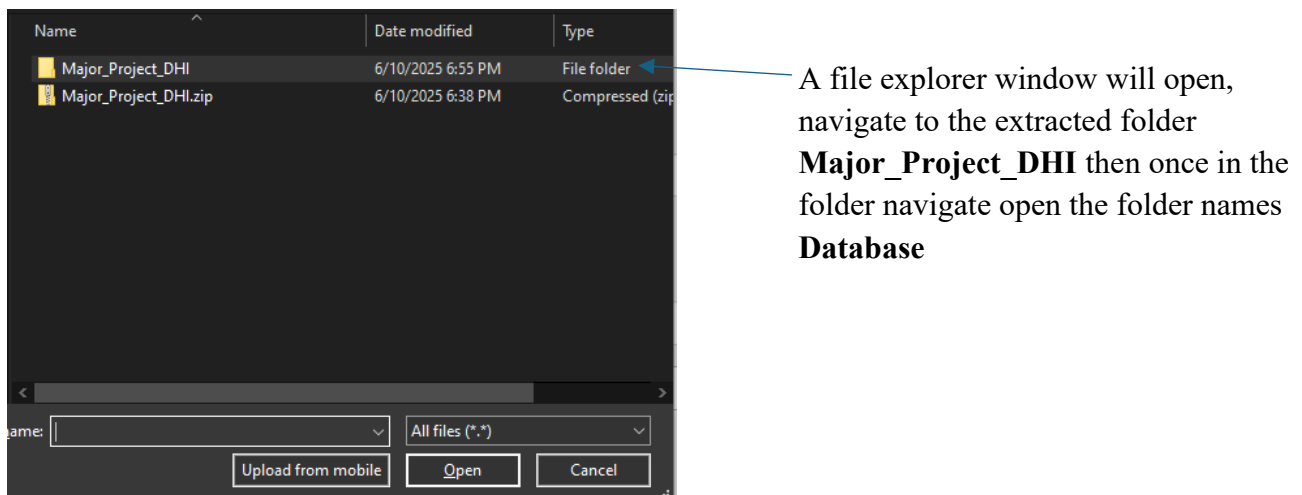 Name Date modified Type
Major_Project_DHI 6/10/2025 6:55 PM File folder
Major_Project_DHI.zip 6/10/2025 6:38 PM Compressed (zip
ame: All files (*.*)
Upload from mobile Open Cancel
A file explorer window will open,
navigate to the extracted folder
Major_Project_DHI then once in the
folder navigate open the folder names
Database